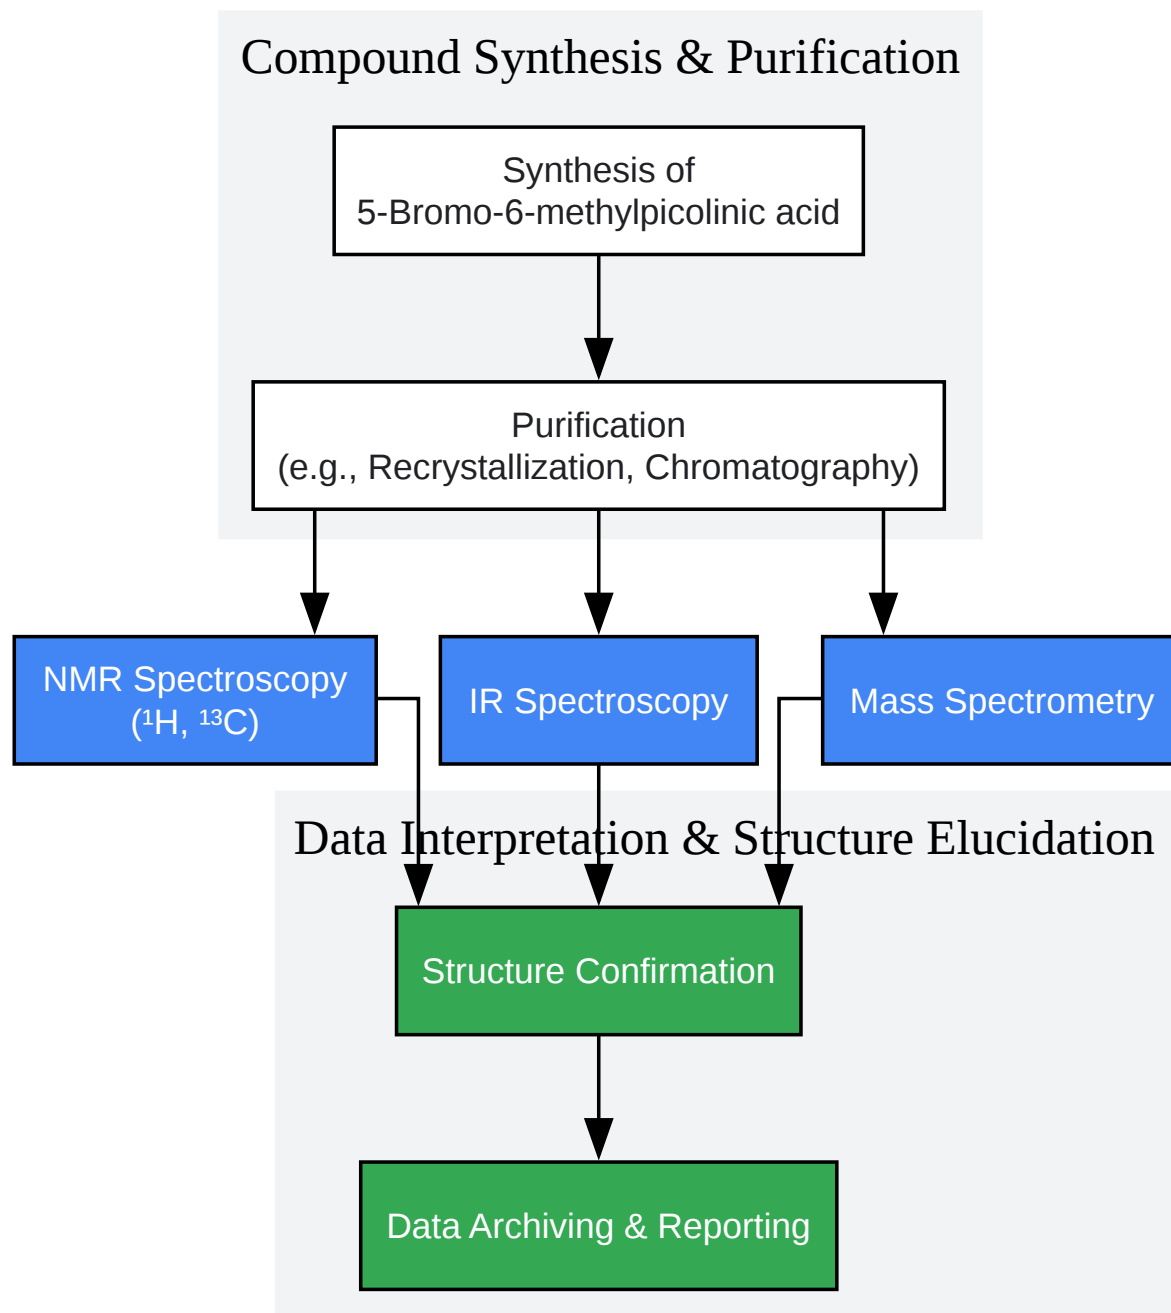 Compound Synthesis & Purification
Synthesis of
5-Bromo-6-methylpicolinic acid
Purification
(e.g., Recrystallization, Chromatography)
NMR Spectroscopy
(¹H, ¹³C)
IR Spectroscopy
Mass Spectrometry
Data Interpretation & Structure Elucidation
Structure Confirmation
Data Archiving & Reporting